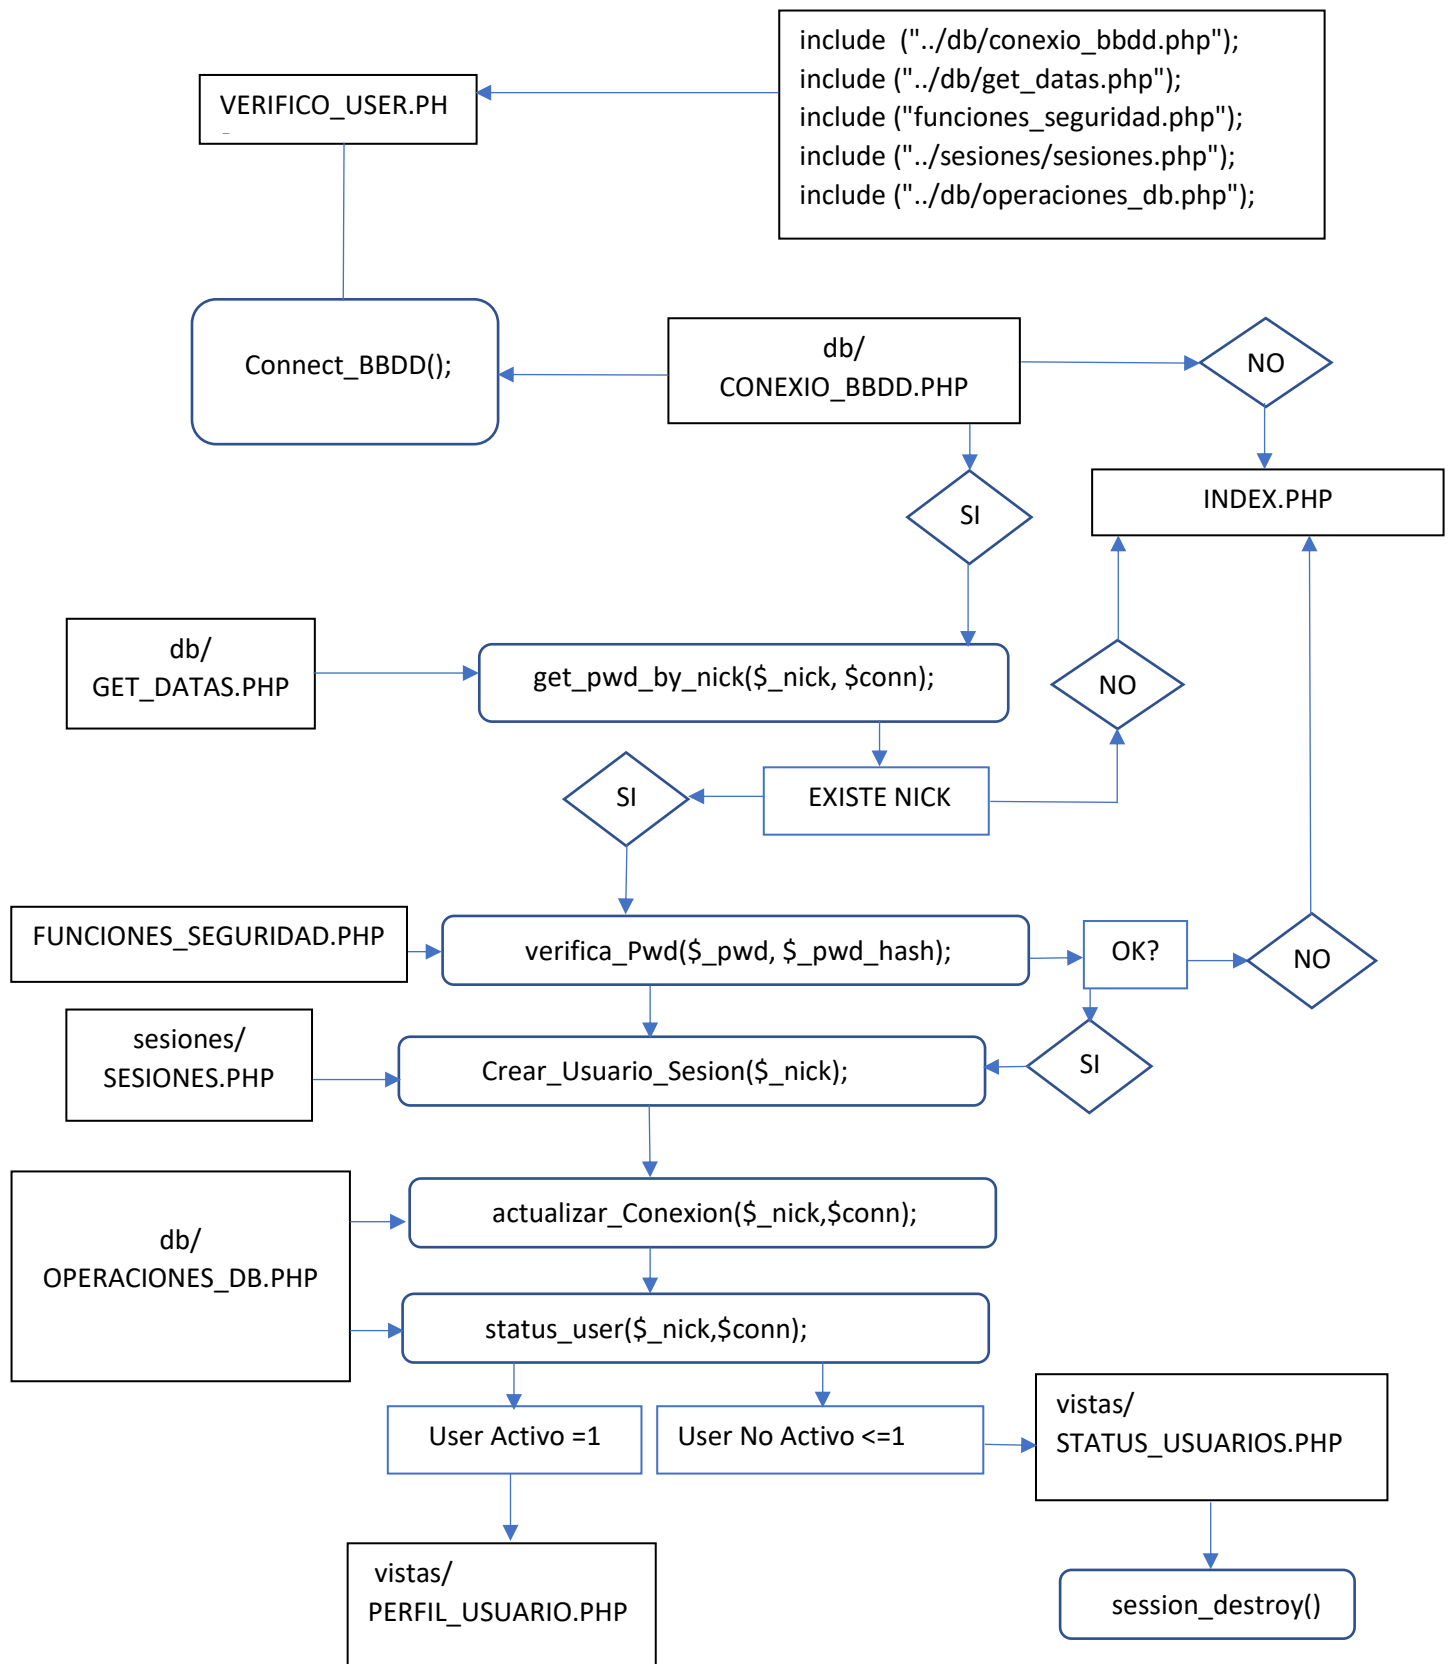 include  ("../db/conexio_bbdd.php");
include ("../db/get_datas.php");
include ("funciones_seguridad.php");
include ("../sesiones/sesiones.php");
include ("../db/operaciones_db.php");
VERIFICO_USER.PH
Connect_BBDD();
db/
CONEXIO_BBDD.PHP
NO
INDEX.PHP
SI
db/
GET_DATAS.PHP
get_pwd_by_nick($_nick, $conn);
NO
SI
EXISTE NICK
FUNCIONES_SEGURIDAD.PHP
verifica_Pwd($_pwd, $_pwd_hash);
OK?
NO
sesiones/
SESIONES.PHP
Crear_Usuario_Sesion($_nick);
SI
db/
OPERACIONES_DB.PHP
actualizar_Conexion($_nick,$conn);
status_user($_nick,$conn);
User Activo =1
User No Activo <=1
vistas/
STATUS_USUARIOS.PHP
vistas/
PERFIL_USUARIO.PHP
session_destroy()